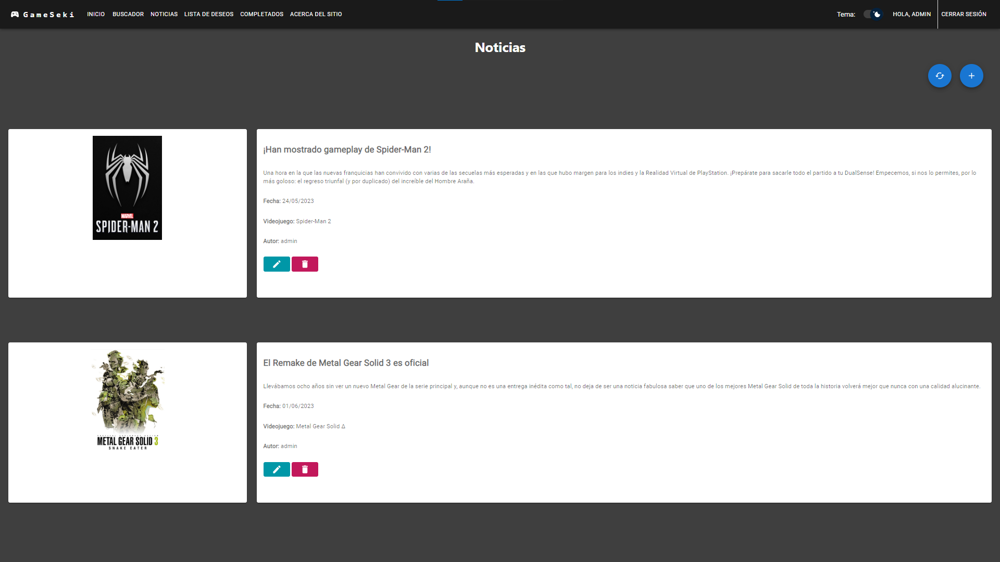 GameSeki
INICIO
BUSCADOR
NOTICIAS
LISTA DE DESEOS
COMPLETADOS
ACERCA DEL SITIO
Tema:
HOLA, ADMIN
CERRAR SESIÓN
Noticias
MARVEL
SPIDER-MAN 2
¡Han mostrado gameplay de Spider-Man 2!
Una hora en la que las nuevas franquicias han convivido con varias de las secuelas más esperadas y en las que hubo margen para los indies y la Realidad Virtual de PlayStation. ¡Prepárate para sacarle todo el partido a tu DualSense! Empecemos, si nos lo permites, por lo
más goloso: el regreso triunfal (y por duplicado) del increíble del Hombre Araña.
Fecha: 24/05/2023
Videojuego: Spider-Man 2
Autor: admin
TACTICAL ESPIONAGE ACTION
METAL GEAR SOLID 3
SNAKE EATER
El Remake de Metal Gear Solid 3 es oficial
Llevábamos ocho años sin ver un nuevo Metal Gear de la serie principal y, aunque no es una entrega inédita como tal, no deja de ser una noticia fabulosa saber que uno de los mejores Metal Gear Solid de toda la historia volverá mejor que nunca con una calidad alucinante.
Fecha: 01/06/2023
Videojuego: Metal Gear Solid Δ
Autor: admin